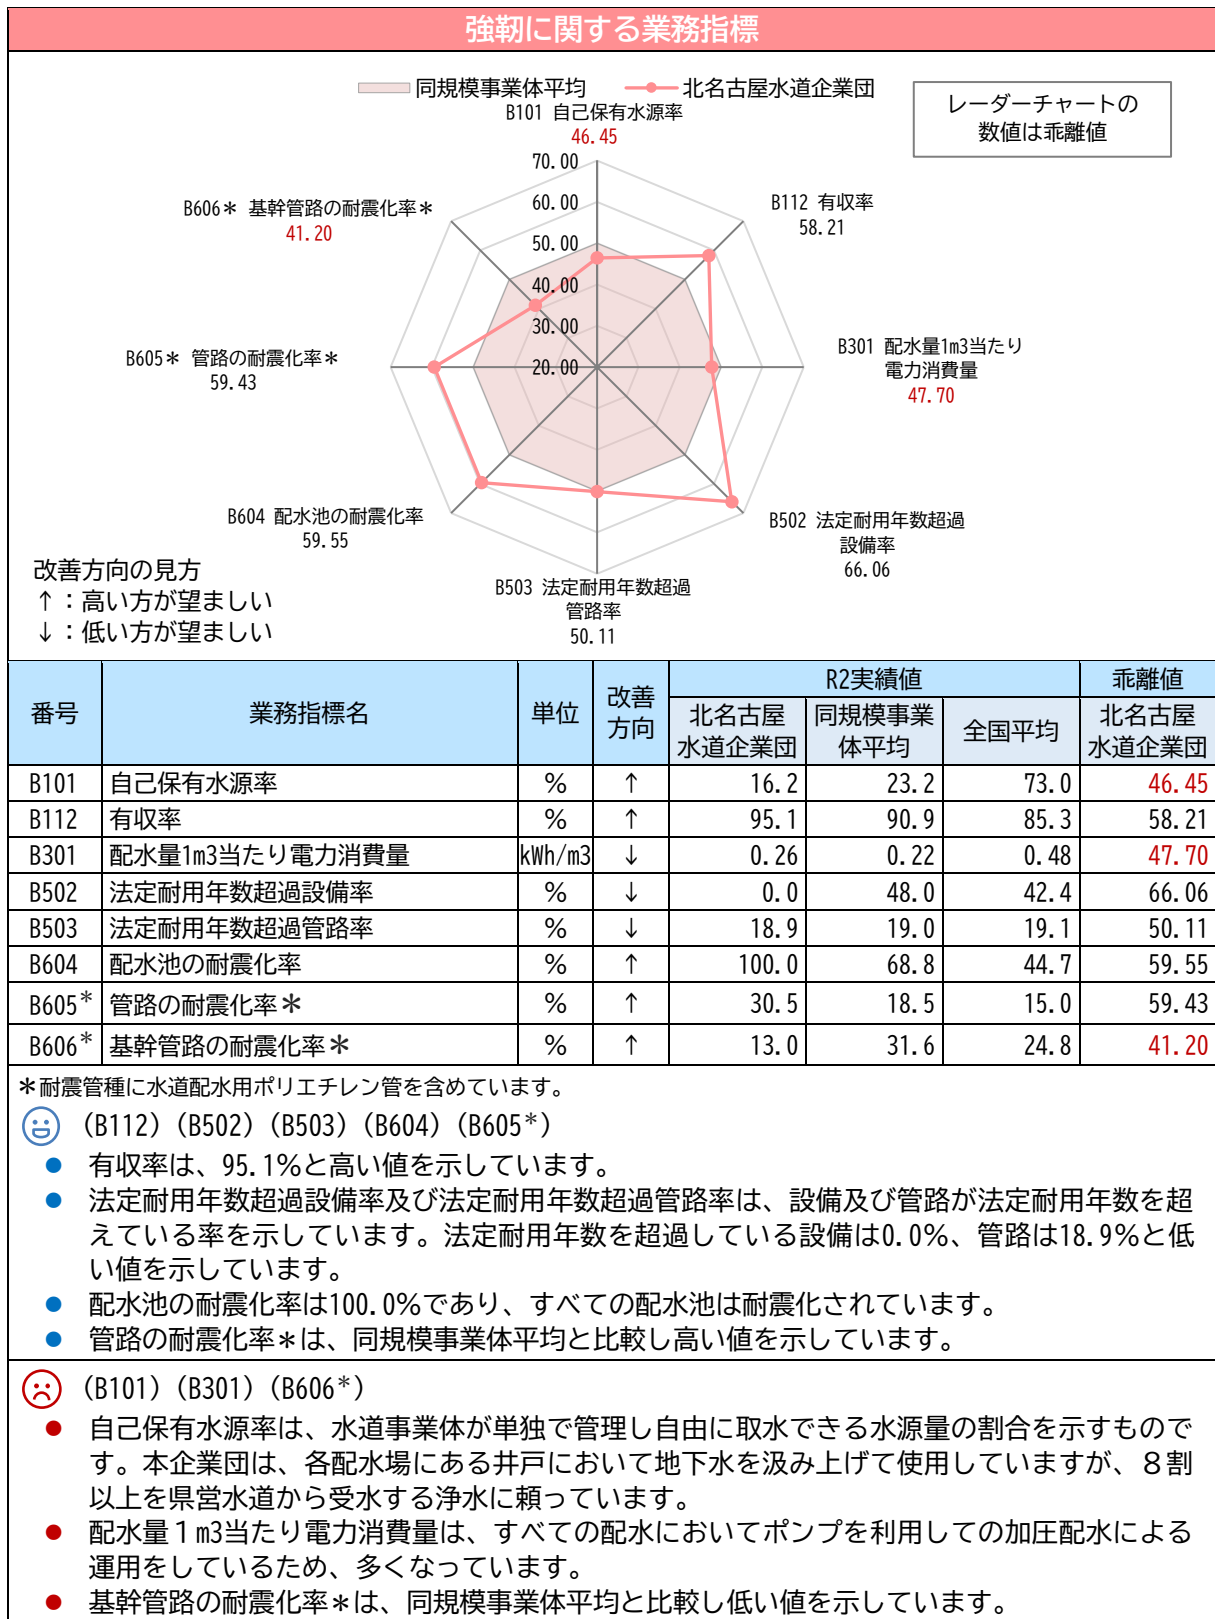 強靭に関する業務指標
同規模事業体平均 北名古屋水道企業団
レーダーチャートの
数値は乖離値
B101 自己保有水源率
46.45
70.00
60.00
50.00
40.00
30.00
20.00
B112 有収率
58.21
B301 配水量1m3当たり
電力消費量
47.70
B502 法定耐用年数超過
設備率
66.06
B503 法定耐用年数超過
管路率
50.11
B604 配水池の耐震化率
59.55
B605＊ 管路の耐震化率＊
59.43
B606＊ 基幹管路の耐震化率＊
41.20
改善方向の見方
↑：高い方が望ましい
↓：低い方が望ましい
番号 業務指標名 単位 改善方向 R2実績値 乖離値
北名古屋水道企業団 同規模事業体平均 全国平均 北名古屋水道企業団
B101 自己保有水源率 % ↑ 16.2 23.2 73.0 46.45
B112 有収率 % ↑ 95.1 90.9 85.3 58.21
B301 配水量1m3当たり電力消費量 kWh/m3 ↓ 0.26 0.22 0.48 47.70
B502 法定耐用年数超過設備率 % ↓ 0.0 48.0 42.4 66.06
B503 法定耐用年数超過管路率 % ↓ 18.9 19.0 19.1 50.11
B604 配水池の耐震化率 % ↑ 100.0 68.8 44.7 59.55
B605＊ 管路の耐震化率＊ % ↑ 30.5 18.5 15.0 59.43
B606＊ 基幹管路の耐震化率＊ % ↑ 13.0 31.6 24.8 41.20
＊耐震管種に水道配水用ポリエチレン管を含めています。
(B112) (B502) (B503) (B604) (B605＊)
● 有収率は、95.1%と高い値を示しています。
● 法定耐用年数超過設備率及び法定耐用年数超過管路率は、設備及び管路が法定耐用年数を超
えている率を示しています。法定耐用年数を超過している設備は0.0%、管路は18.9%と低
い値を示しています。
● 配水池の耐震化率は100.0%であり、すべての配水池は耐震化されています。
● 管路の耐震化率＊は、同規模事業体平均と比較し高い値を示しています。
(B101) (B301) (B606＊)
● 自己保有水源率は、水道事業体が単独で管理し自由に取水できる水源量の割合を示すもので
す。本企業団は、各配水場にある井戸において地下水を汲み上げて使用していますが、８割
以上を県営水道から受水する浄水に頼っています。
● 配水量１m3当たり電力消費量は、すべての配水においてポンプを利用しての加圧配水による
運用をしているため、多くなっています。
● 基幹管路の耐震化率＊は、同規模事業体平均と比較し低い値を示しています。